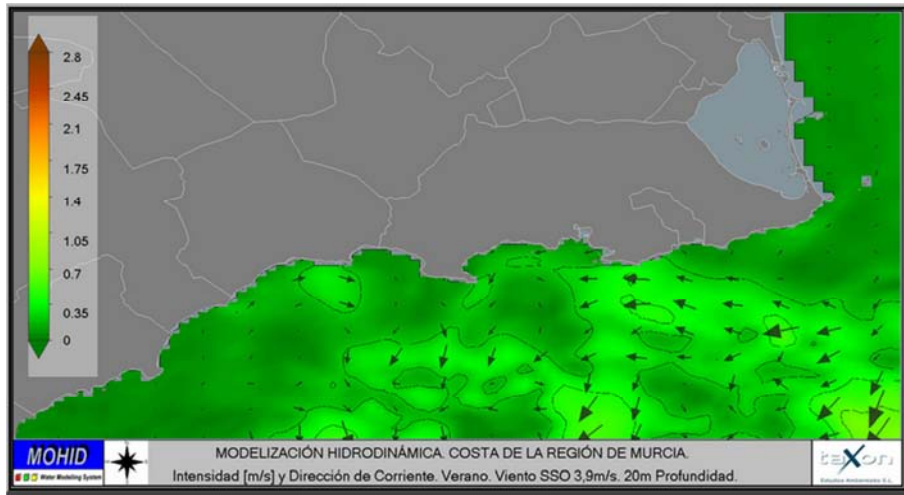 2.8
2.45
2.1
1.75
1.4
1.05
0.7
0.35
0
MOHID
Water Modelling System
MODELIZACIÓN HIDRODINÁMICA. COSTA DE LA REGIÓN DE MURCIA.
Intensidad [m/s] y Dirección de Corriente. Verano. Viento SSO 3,9m/s. 20m Profundidad.
taxon
Estudios Ambientales S.L.